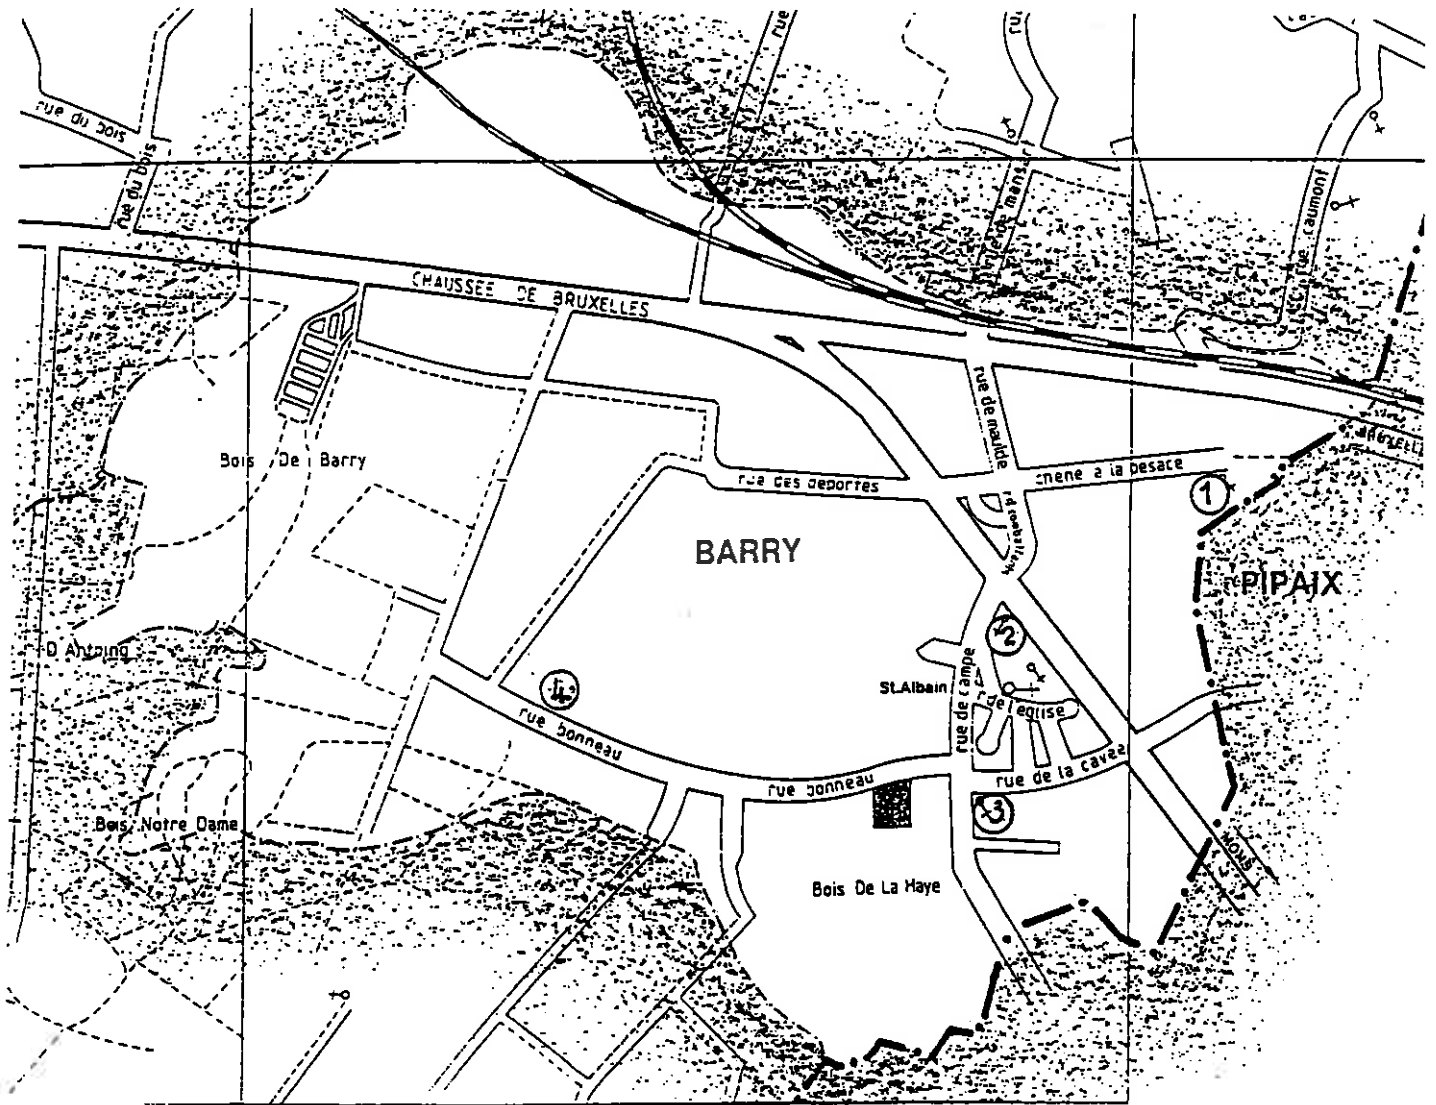 rue
rue du bois
rue du bois
rue caumont
CHAUSSEE DE BRUXELLES
rue de maulde
Bois De Barry
rue des deportes
chene a la besace
1
BARRY
PIPAIX
2
D Antoing
St.Albain
rue de campe
de l'eglise
rue bonneau
rue bonneau
rue de la cavee
3
Bois Notre Dame
MONS
Bois De La Haye